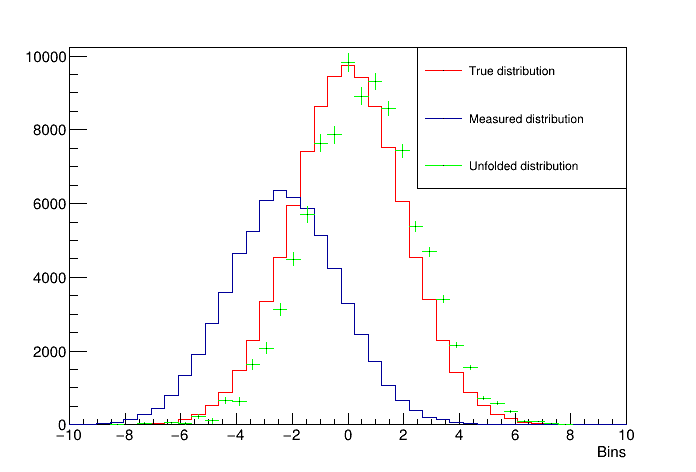 10000
8000
6000
4000
2000
0
−10 −8 −6 −4 −2 0 2 4 6 8 10
Bins
True distribution
Measured distribution
Unfolded distribution